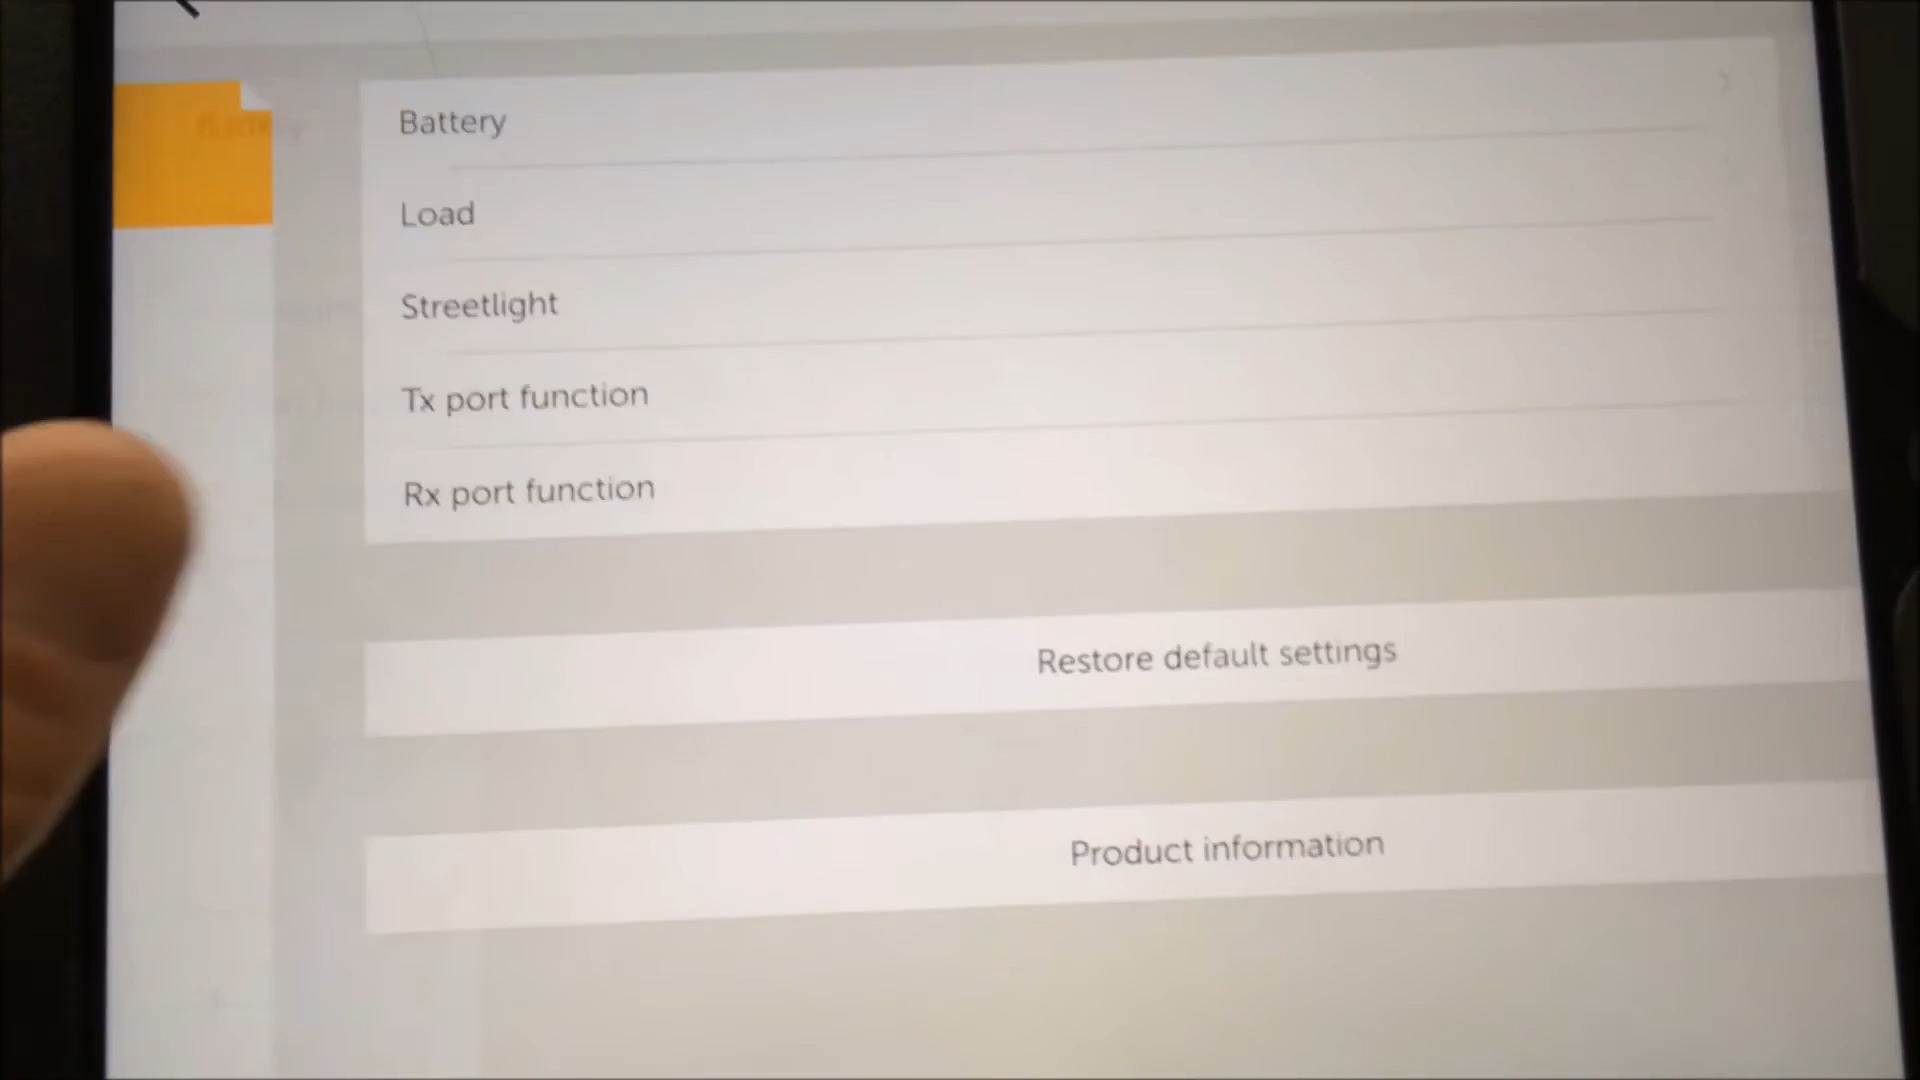 Battery
Load
Streetlight
Tx port function
Rx port function
Restore default settings
Product information